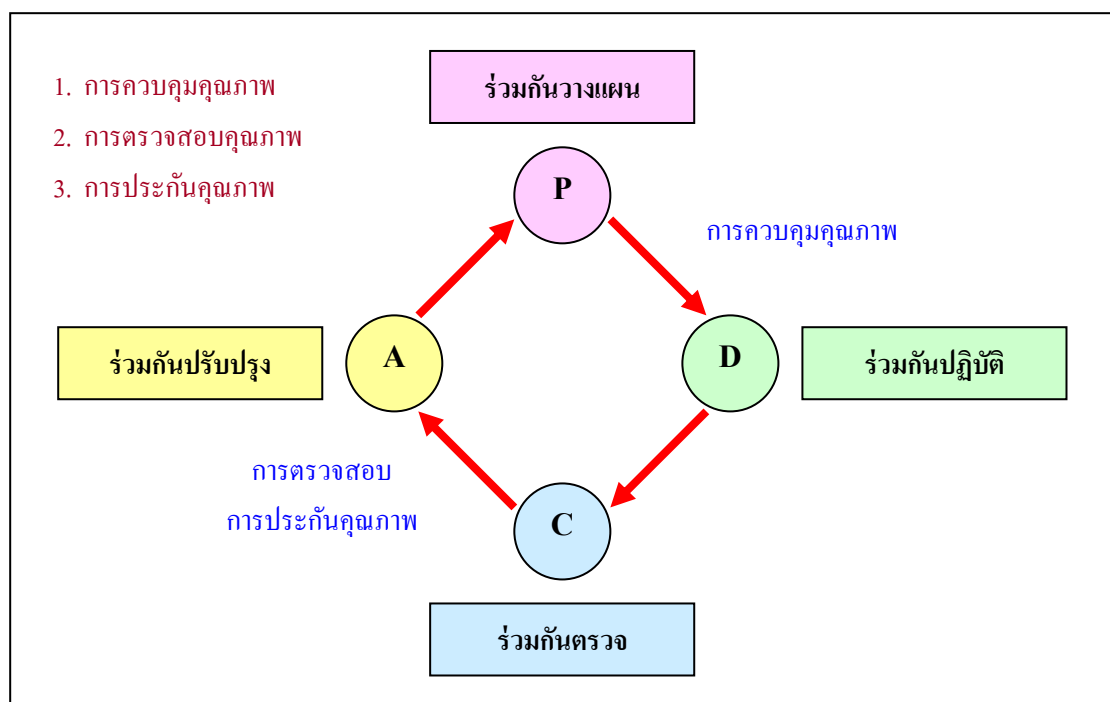 1. การควบคุมคุณภาพ
2. การตรวจสอบคุณภาพ
3. การประกันคุณภาพ
ร่วมกันวางแผน
P
การควบคุมคุณภาพ
ร่วมกันปรับปรุง
A
D
ร่วมกันปฏิบัติ
การตรวจสอบ
การประกันคุณภาพ
C
ร่วมกันตรวจ